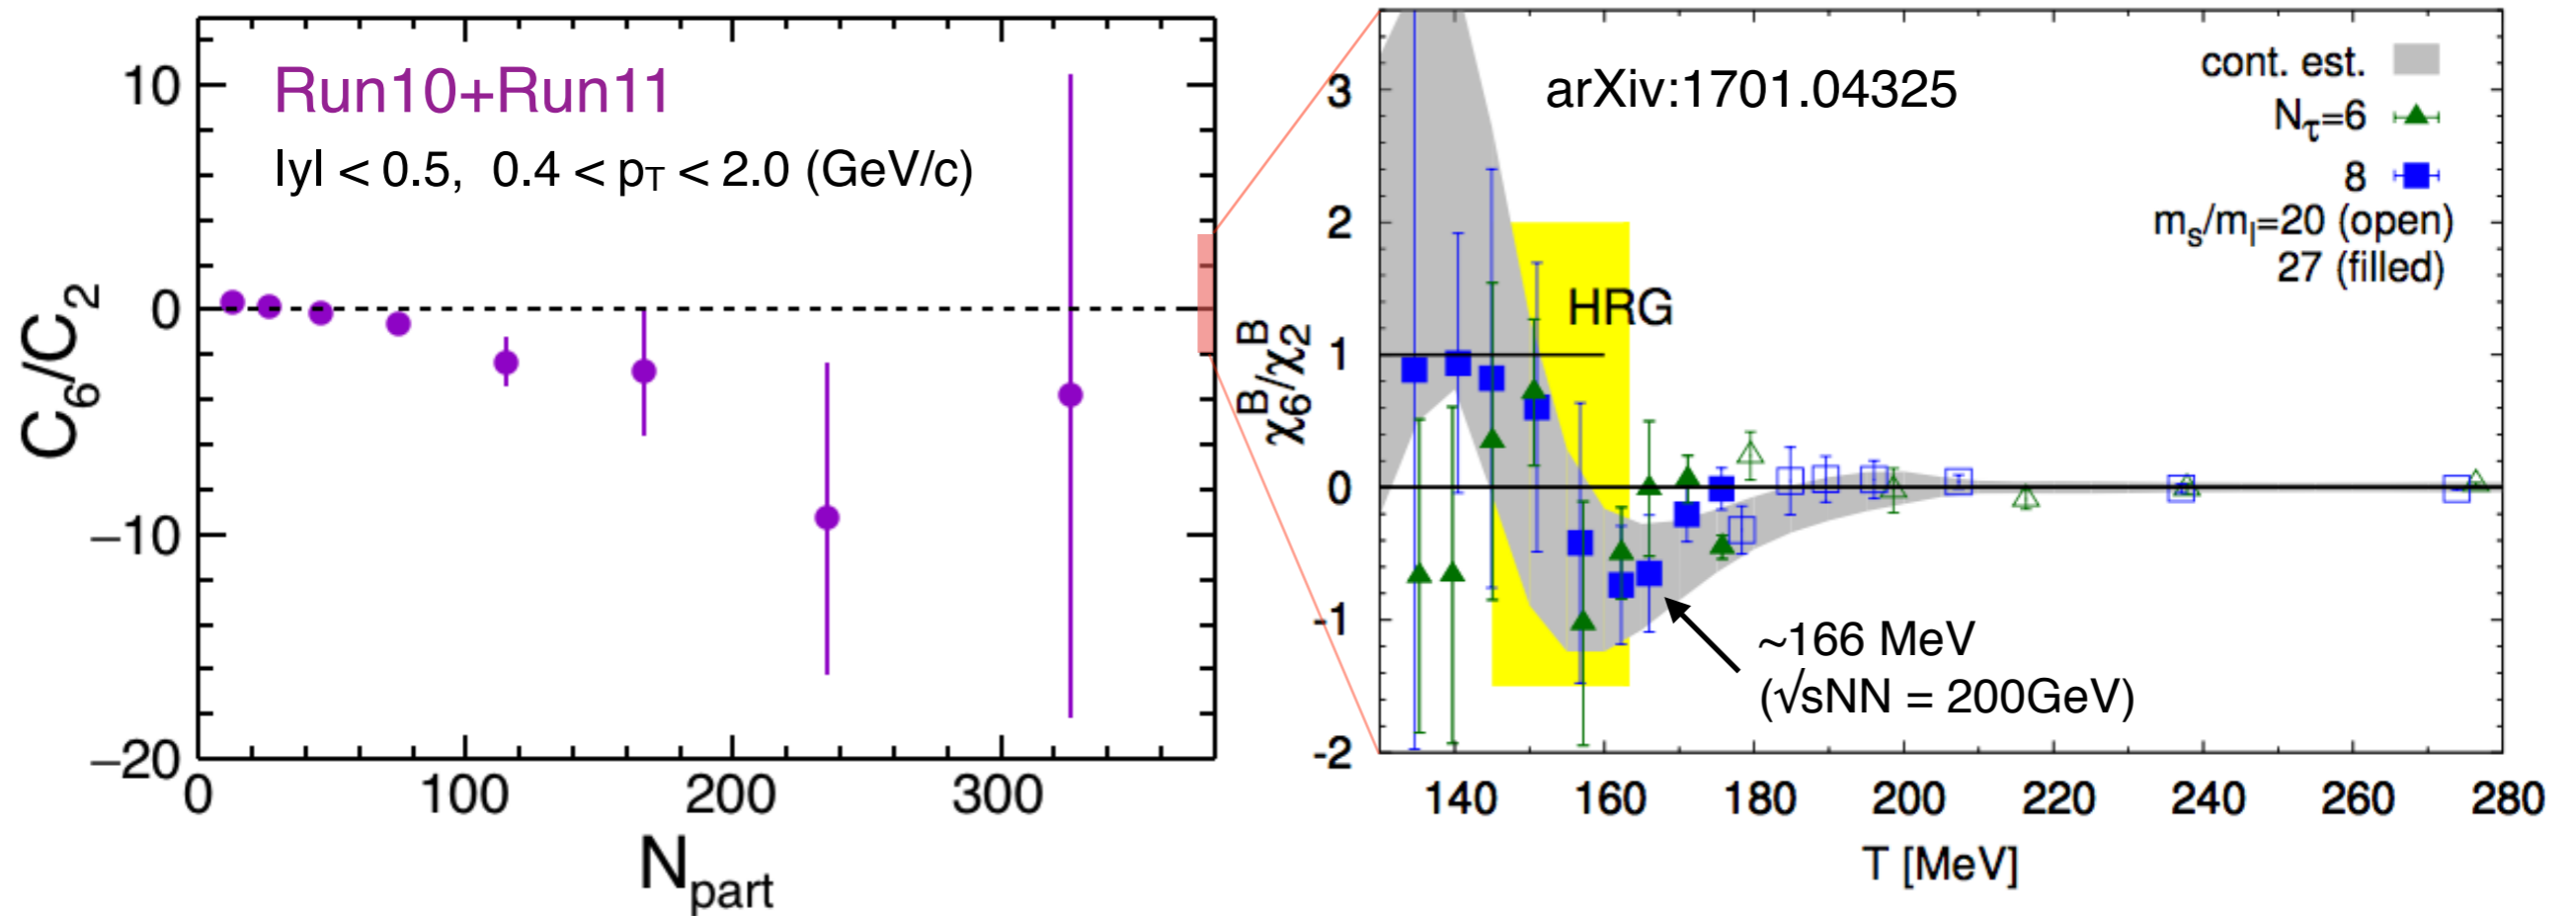 Run10+Run11
|y| < 0.5, 0.4 < pT < 2.0 (GeV/c)
C6/C2
10
0
−10
−20
0 100 200 300
Npart
arXiv:1701.04325
cont. est.
Nτ=6
8
ms/ml=20 (open)
27 (filled)
HRG
χ6B/χ2B
3
2
1
0
-1
-2
~166 MeV
(√sNN = 200GeV)
140 160 180 200 220 240 260 280
T [MeV]